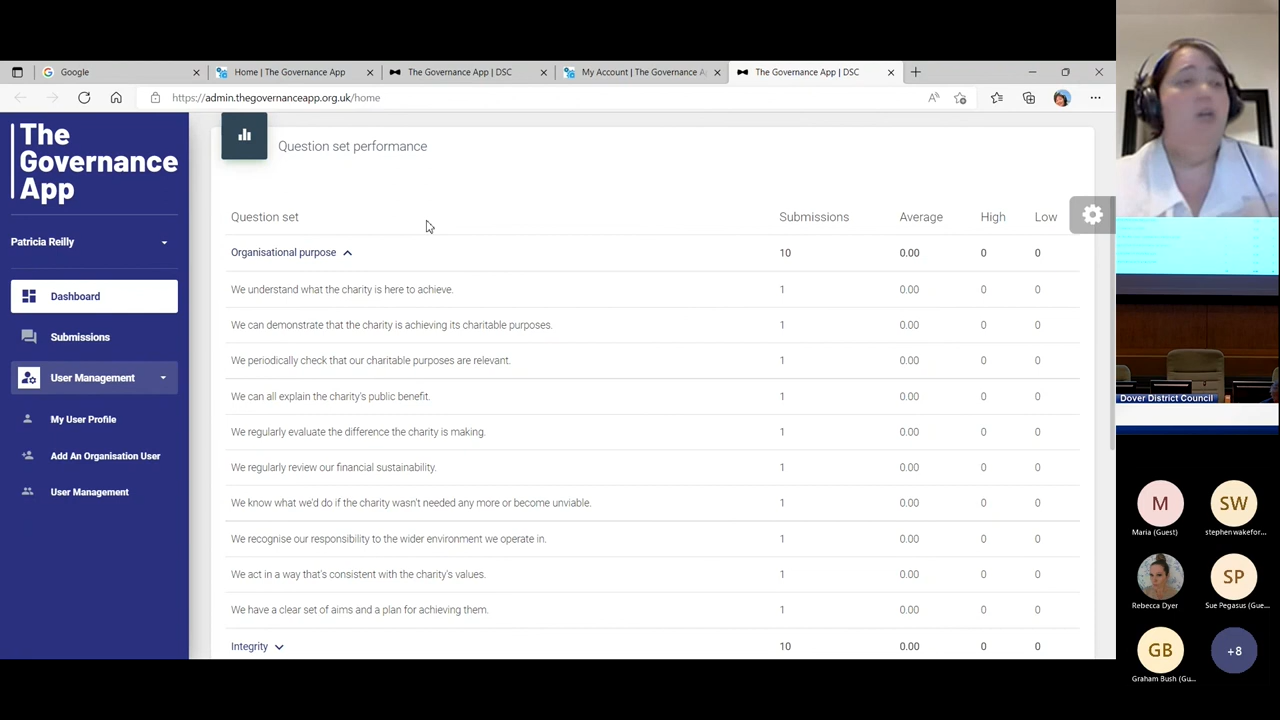 Google
Home | The Governance App
The Governance App | DSC
My Account | The Governance A
The Governance App | DSC
https://admin.thegovernanceapp.org.uk/home
The
Governance
App
Patricia Reilly
Dashboard
Submissions
User Management
My User Profile
Add An Organisation User
User Management
Question set performance
Question set Submissions Average High Low
Organisational purpose 10 0.00 0 0
We understand what the charity is here to achieve. 1 0.00 0 0
We can demonstrate that the charity is achieving its charitable purposes. 1 0.00 0 0
We periodically check that our charitable purposes are relevant. 1 0.00 0 0
We can all explain the charity's public benefit. 1 0.00 0 0
We regularly evaluate the difference the charity is making. 1 0.00 0 0
We regularly review our financial sustainability. 1 0.00 0 0
We know what we'd do if the charity wasn't needed any more or become unviable. 1 0.00 0 0
We recognise our responsibility to the wider environment we operate in. 1 0.00 0 0
We act in a way that's consistent with the charity's values. 1 0.00 0 0
We have a clear set of aims and a plan for achieving them. 1 0.00 0 0
Integrity 10 0.00 0 0
Dover District Council
M
SW
Maria (Guest)
stephen wakefor...
SP
Rebecca Dyer
Sue Pegasus (Gue...
GB
+8
Graham Bush (Gu...